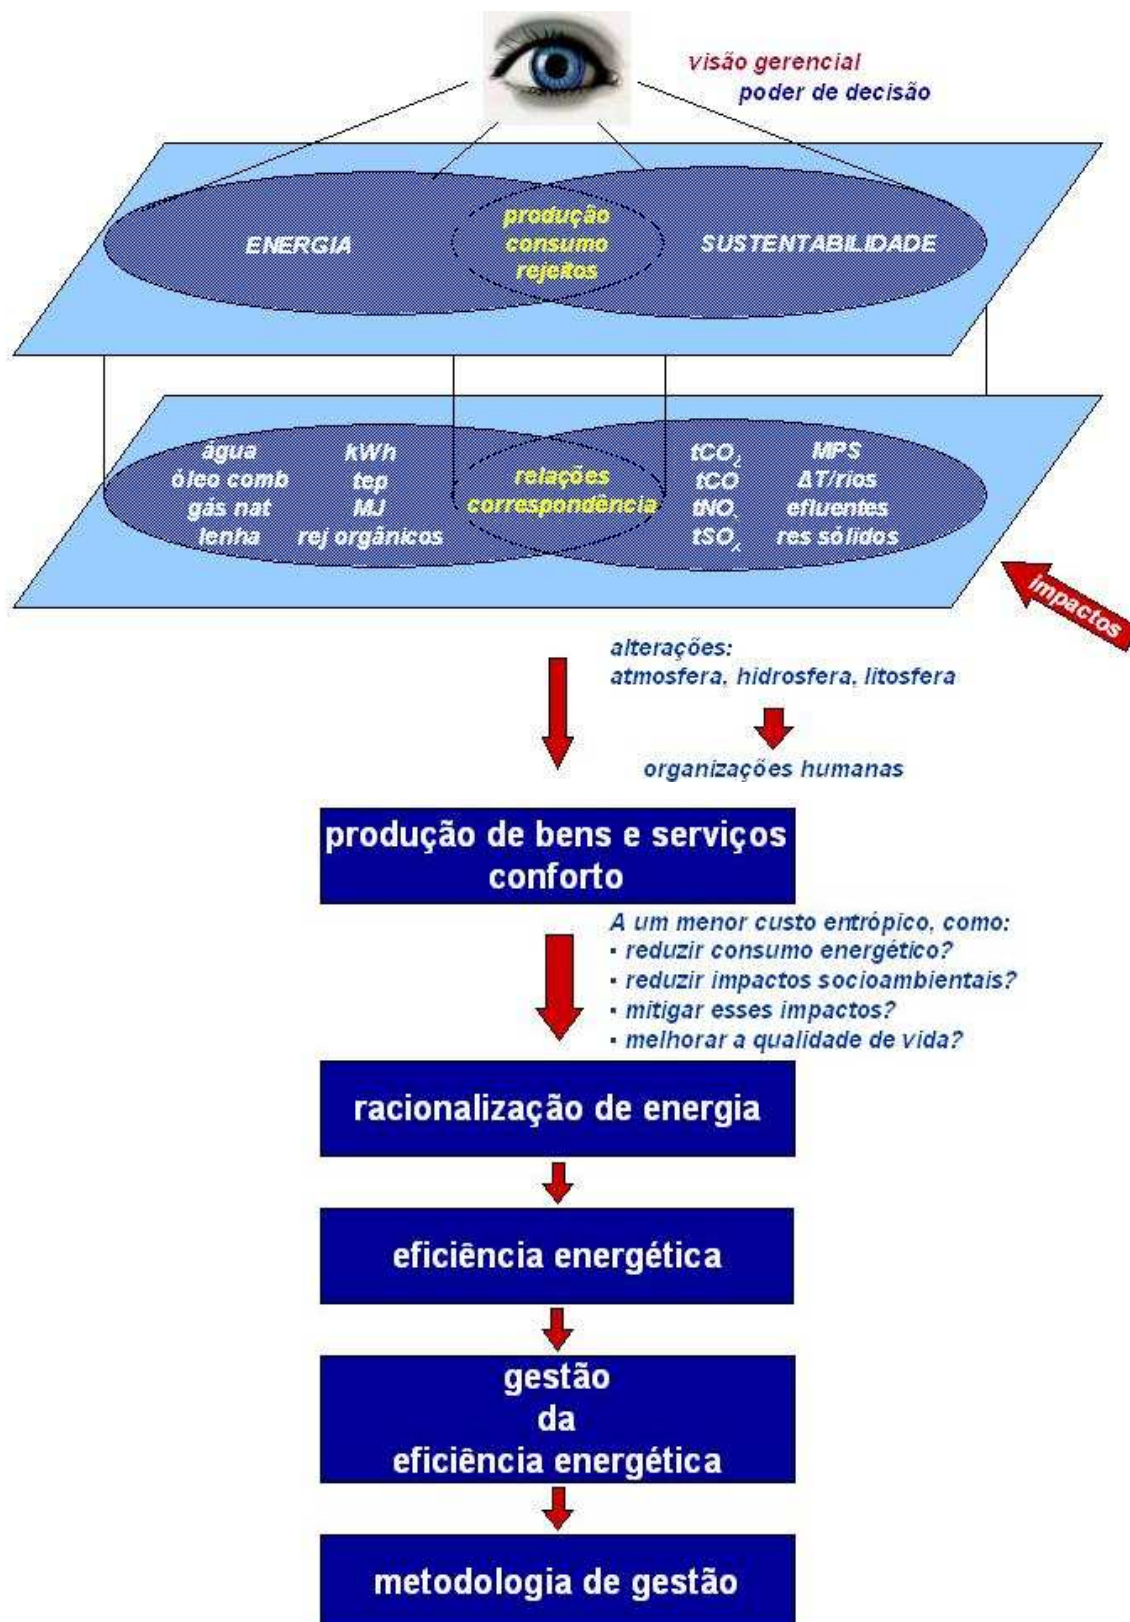 visão gerencial
poder de decisão
ENERGIA
produção
consumo
rejeitos
SUSTENTABILIDADE
água
óleo comb
gás nat
lenha
kWh
tep
MJ
rej orgânicos
relações
correspondência
tCO₂
tCO
tNOₓ
tSOₓ
MPS
ΔT/rios
efluentes
res sólidos
impactos
alterações:
atmosfera, hidrosfera, litosfera
organizações humanas
produção de bens e serviços
conforto
A um menor custo entrópico, como:
- reduzir consumo energético?
- reduzir impactos socioambientais?
- mitigar esses impactos?
- melhorar a qualidade de vida?
racionalização de energia
eficiência energética
gestão
da
eficiência energética
metodologia de gestão